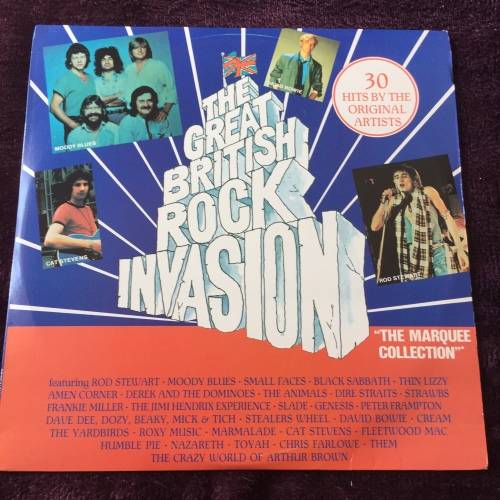 MOODY BLUES
DAVID BOWIE
30
HITS BY THE
ORIGINAL
ARTISTS
THE
GREAT
BRITISH
ROCK
INVASION
CAT STEVENS
ROD STEWART
"THE MARQUEE
COLLECTION"
featuring ROD STEWART - MOODY BLUES - SMALL FACES - BLACK SABBATH - THIN LIZZY
AMEN CORNER - DEREK AND THE DOMINOES - THE ANIMALS - DIRE STRAITS - STRAWBS
FRANKIE MILLER - THE JIMI HENDRIX EXPERIENCE - SLADE - GENESIS - PETER FRAMPTON
DAVE DEE, DOZY, BEAKY, MICK & TICH - STEALERS WHEEL - DAVID BOWIE - CREAM
THE YARDBIRDS - ROXY MUSIC - MARMALADE - CAT STEVENS - FLEETWOOD MAC
HUMBLE PIE - NAZARETH - TOYAH - CHRIS FARLOWE - THEM
THE CRAZY WORLD OF ARTHUR BROWN